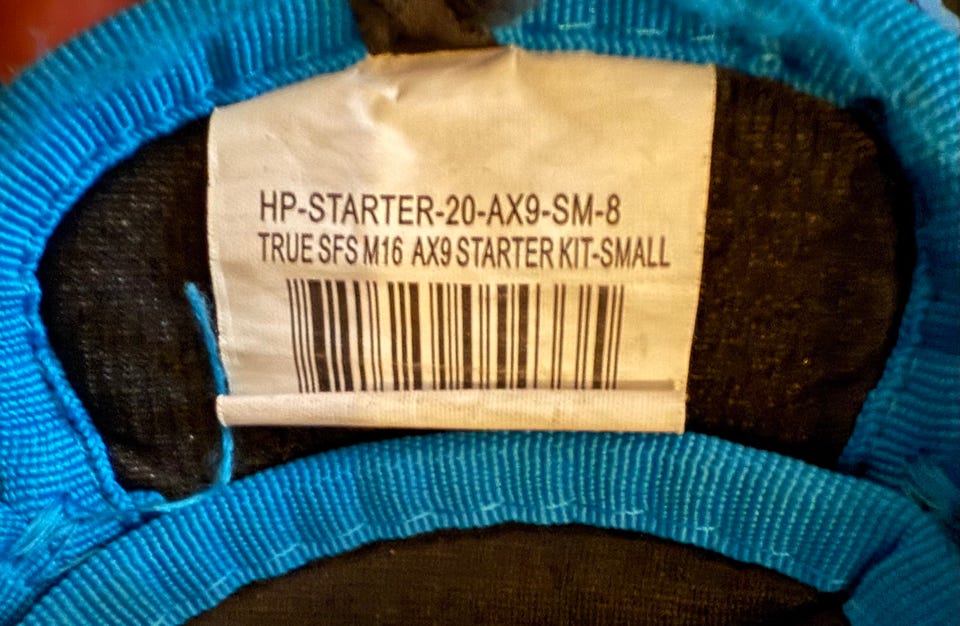 HP-STARTER-20-AX9-SM-8
TRUE SFS M16 AX9 STARTER KIT-SMALL